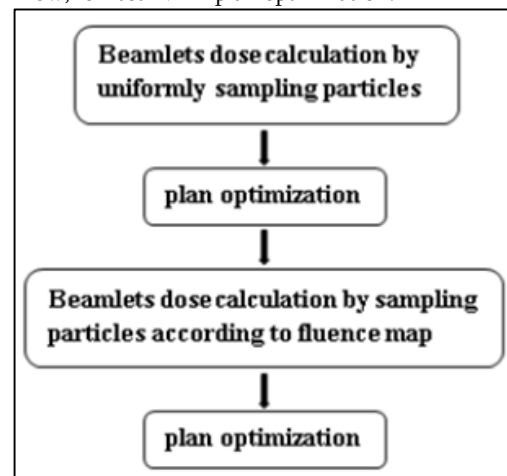 Beamlets dose calculation by
uniformly sampling particles
plan optimization
Beamlets dose calculation by sampling
particles according to fluence map
plan optimization